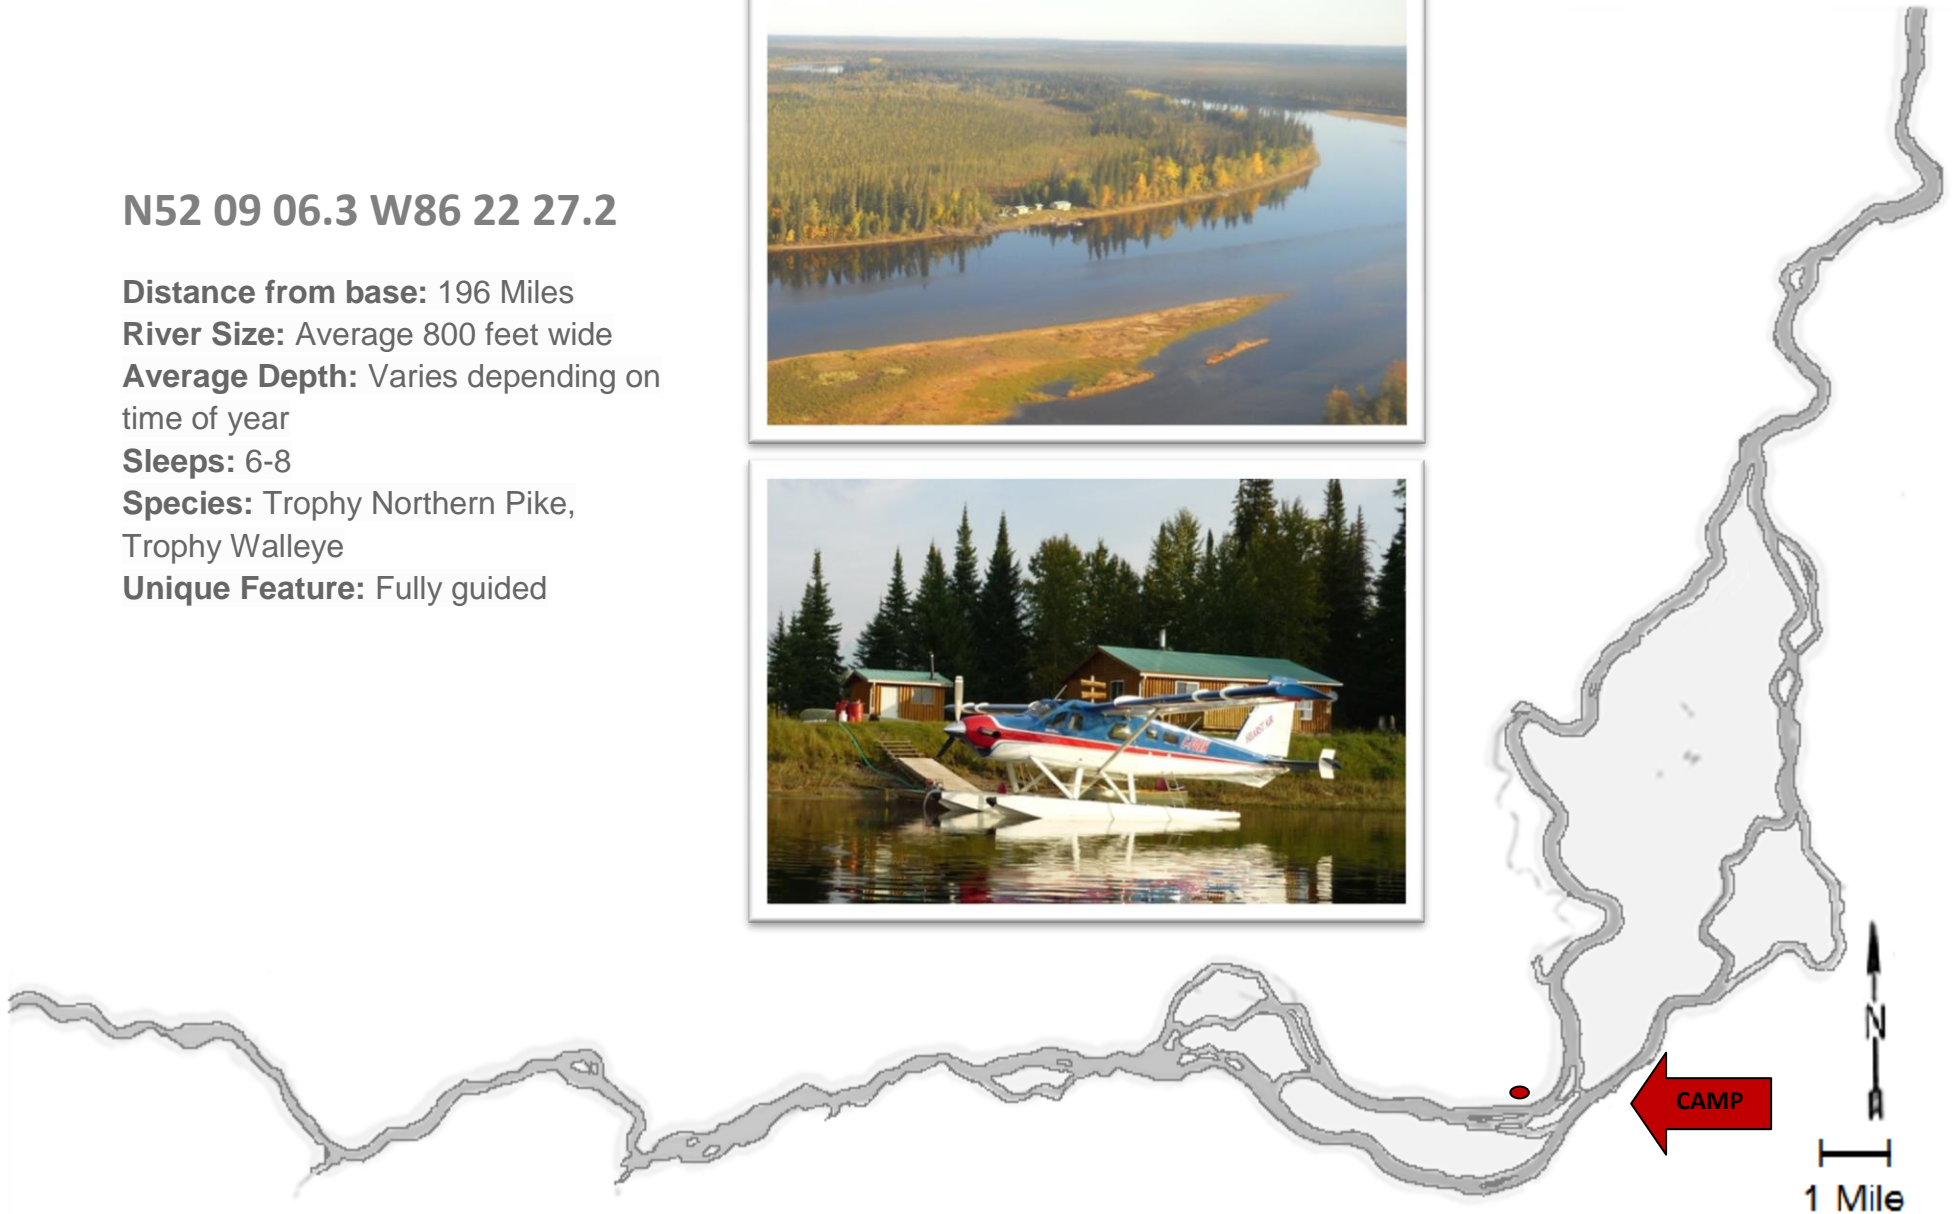 N52 09 06.3 W86 22 27.2
Distance from base: 196 Miles
River Size: Average 800 feet wide
Average Depth: Varies depending on
time of year
Sleeps: 6-8
Species: Trophy Northern Pike,
Trophy Walleye
Unique Feature: Fully guided
HEARST AIR
N
CAMP
1 Mile